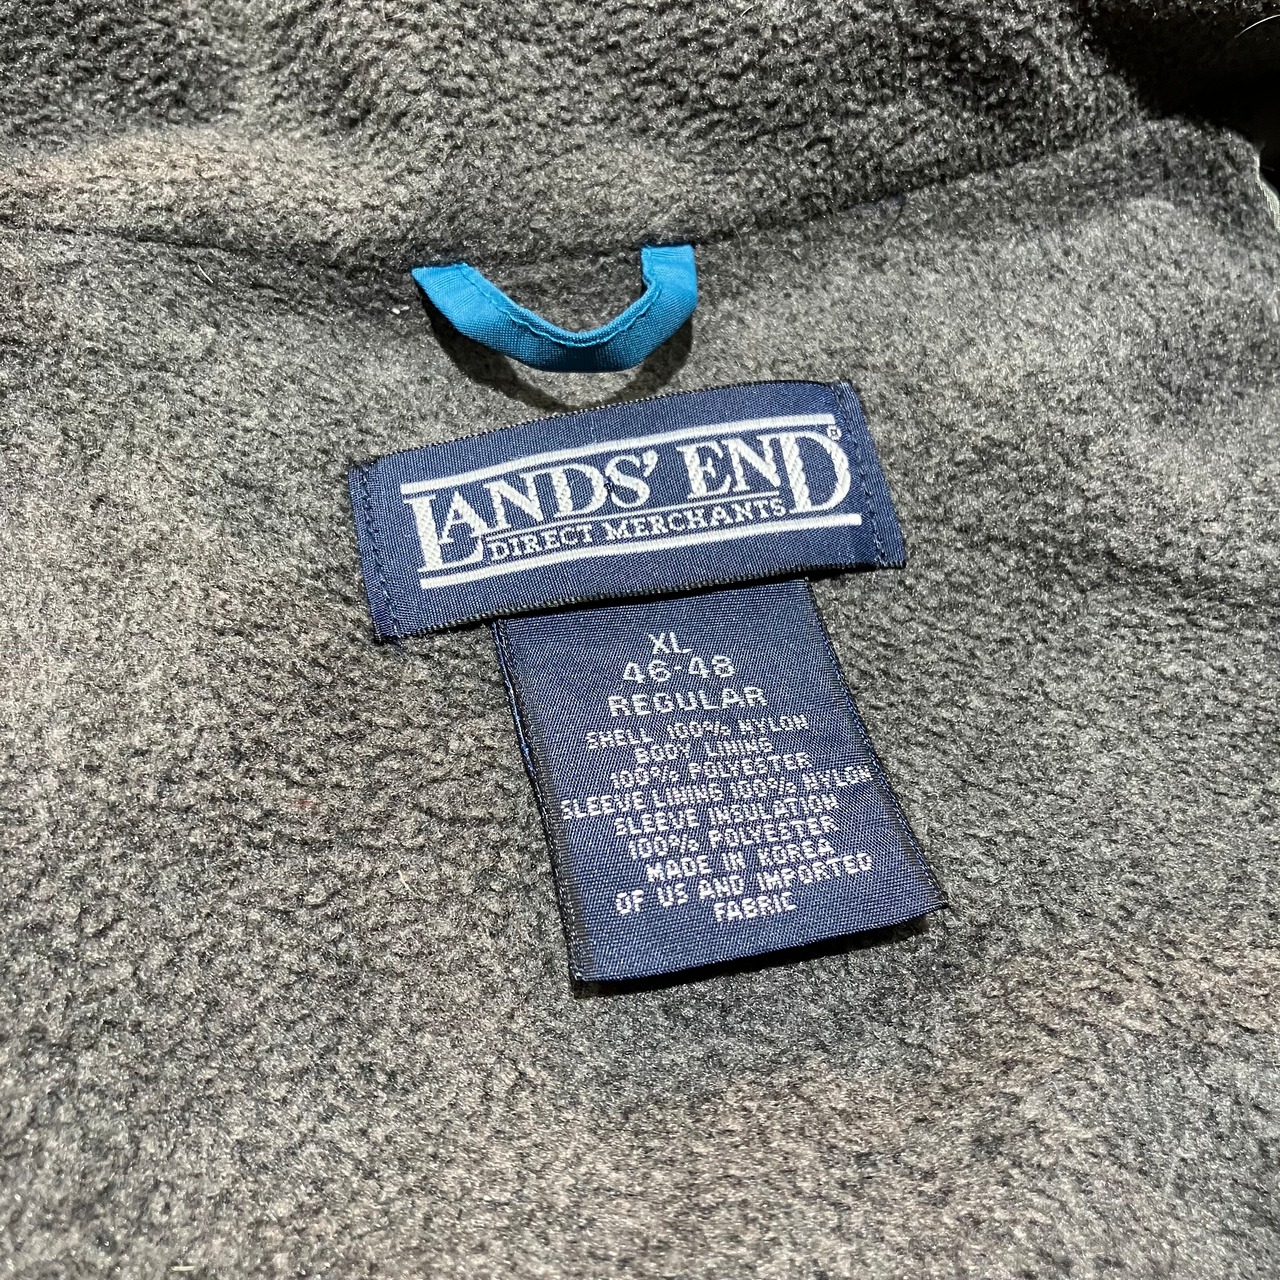 LANDS' END®
DIRECT MERCHANTS
XL
46-48
REGULAR
SHELL 100% NYLON
BODY LINING
100% POLYESTER
SLEEVE LINING 100% NYLON
SLEEVE INSULATION
100% POLYESTER
MADE IN KOREA
OF US AND IMPORTED
FABRIC